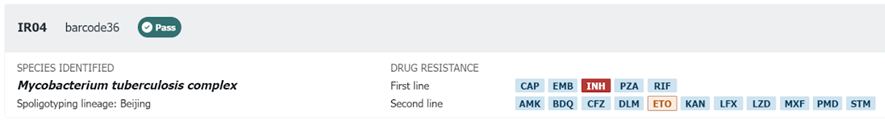 IR04 barcode36 Pass
SPECIES IDENTIFIED DRUG RESISTANCE
Mycobacterium tuberculosis complex First line CAP EMB INH PZA RIF
Spoligotyping lineage: Beijing Second line AMK BDQ CFZ DLM ETO KAN LFX LZD MXF PMD STM